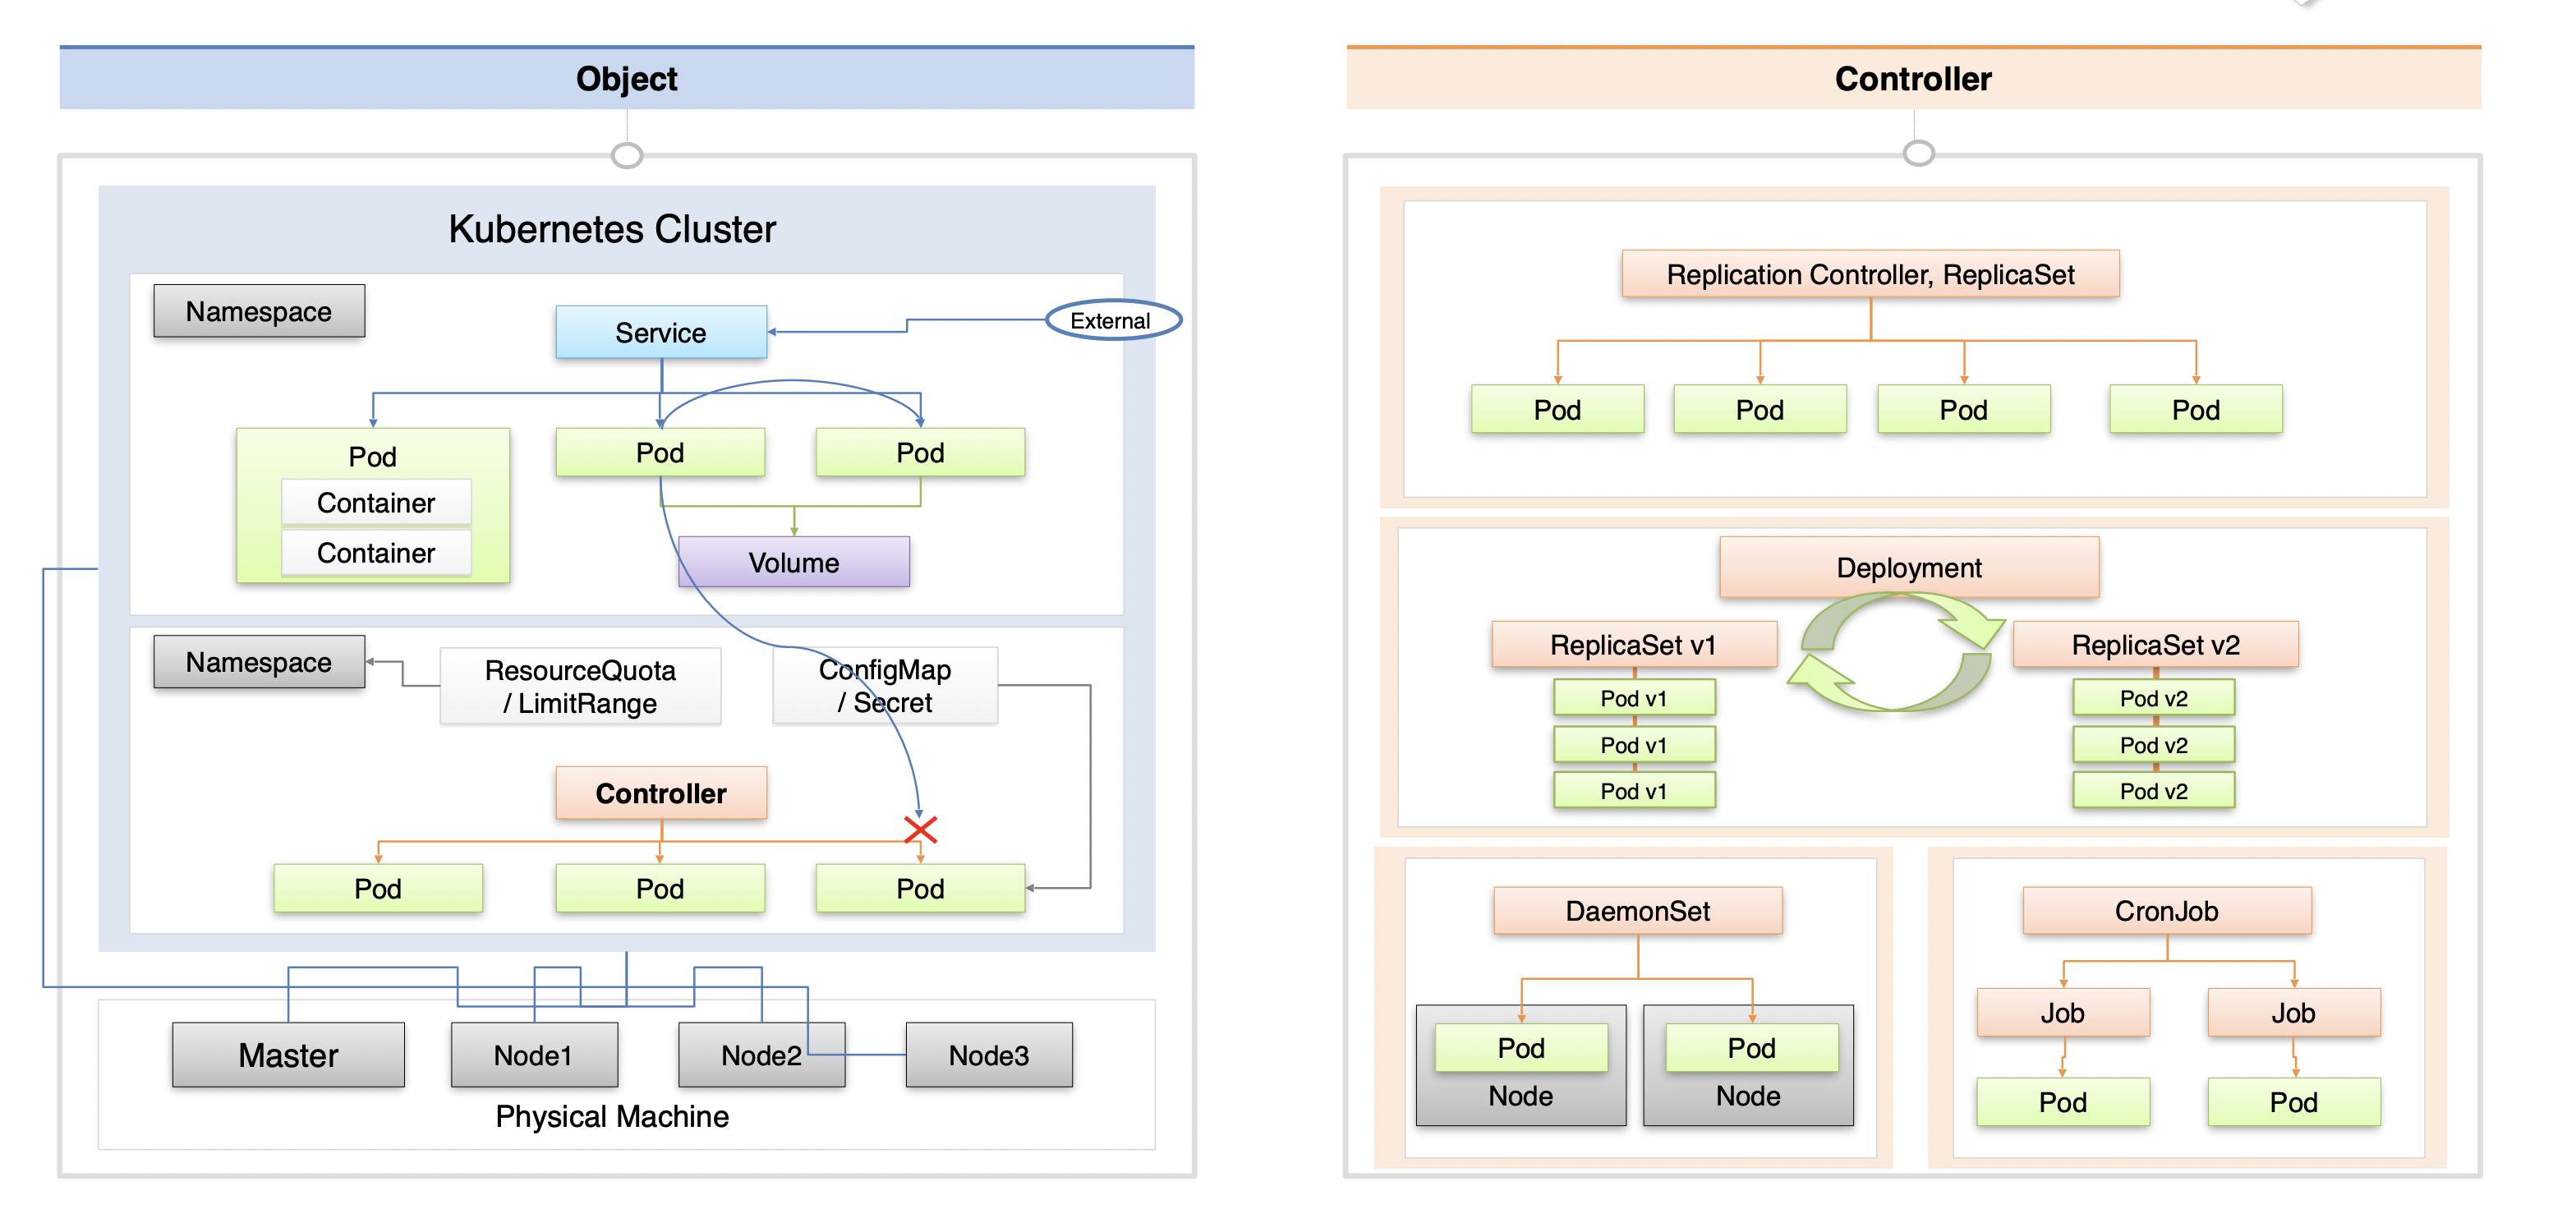 Object
Kubernetes Cluster
Namespace
Service
External
Pod
Container
Container
Pod
Pod
Volume
Namespace
ResourceQuota
/ LimitRange
ConfigMap
/ Secret
Controller
Pod
Pod
Pod
Master
Node1
Node2
Node3
Physical Machine
Controller
Replication Controller, ReplicaSet
Pod
Pod
Pod
Pod
Deployment
ReplicaSet v1
Pod v1
Pod v1
Pod v1
ReplicaSet v2
Pod v2
Pod v2
Pod v2
DaemonSet
Pod
Node
Pod
Node
CronJob
Job
Job
Pod
Pod